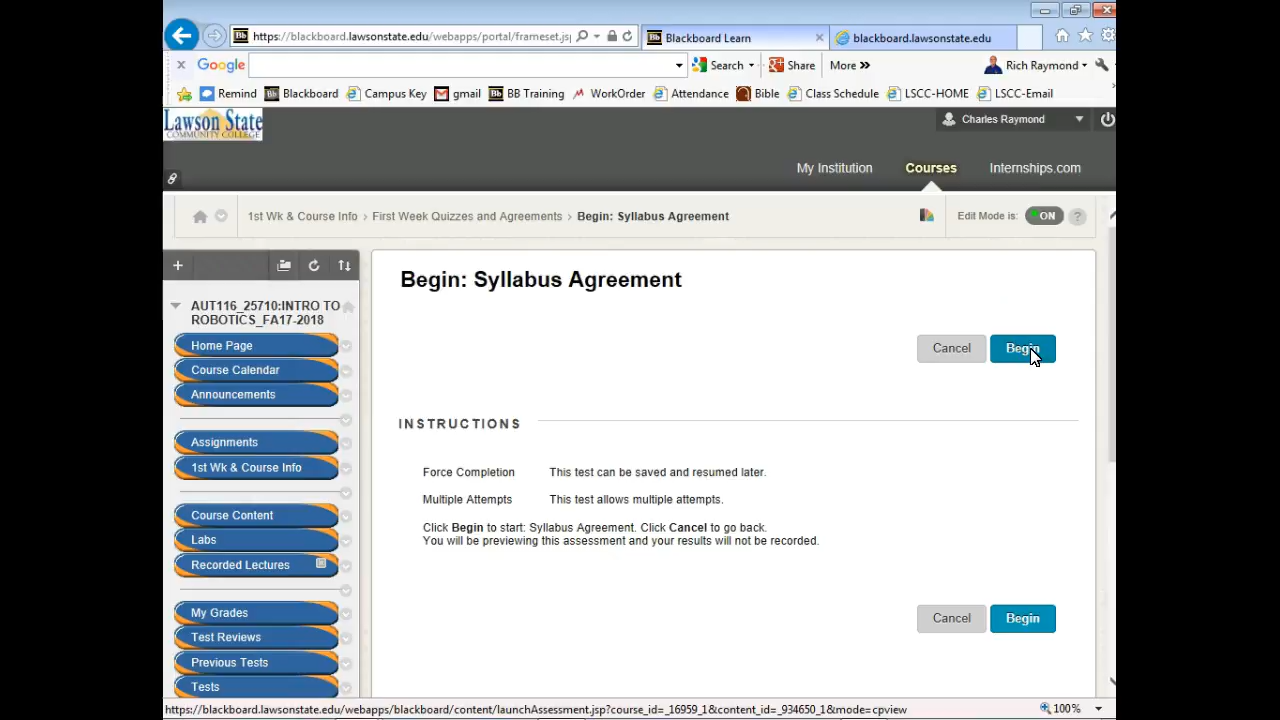 https://blackboard.lawsonstate.edu/webapps/portal/frameset.jsp
Blackboard Learn
blackboard.lawsonstate.edu
Google
Search
Share
More »
Rich Raymond
Remind
Blackboard
Campus Key
gmail
BB Training
WorkOrder
Attendance
Bible
Class Schedule
LSCC-HOME
LSCC-Email
Lawson State
COMMUNITY COLLEGE
Charles Raymond
My Institution
Courses
Internships.com
1st Wk & Course Info > First Week Quizzes and Agreements > Begin: Syllabus Agreement
Edit Mode is: ON ?
AUT116_25710:INTRO TO
ROBOTICS_FA17-2018
Home Page
Course Calendar
Announcements
Assignments
1st Wk & Course Info
Course Content
Labs
Recorded Lectures
My Grades
Test Reviews
Previous Tests
Tests
Begin: Syllabus Agreement
Cancel
Begin
INSTRUCTIONS
Force Completion This test can be saved and resumed later.
Multiple Attempts This test allows multiple attempts.
Click Begin to start: Syllabus Agreement. Click Cancel to go back.
You will be previewing this assessment and your results will not be recorded.
Cancel
Begin
https://blackboard.lawsonstate.edu/webapps/blackboard/content/launchAssessment.jsp?course_id=_16959_1&content_id=_934650_1&mode=cpview
100%